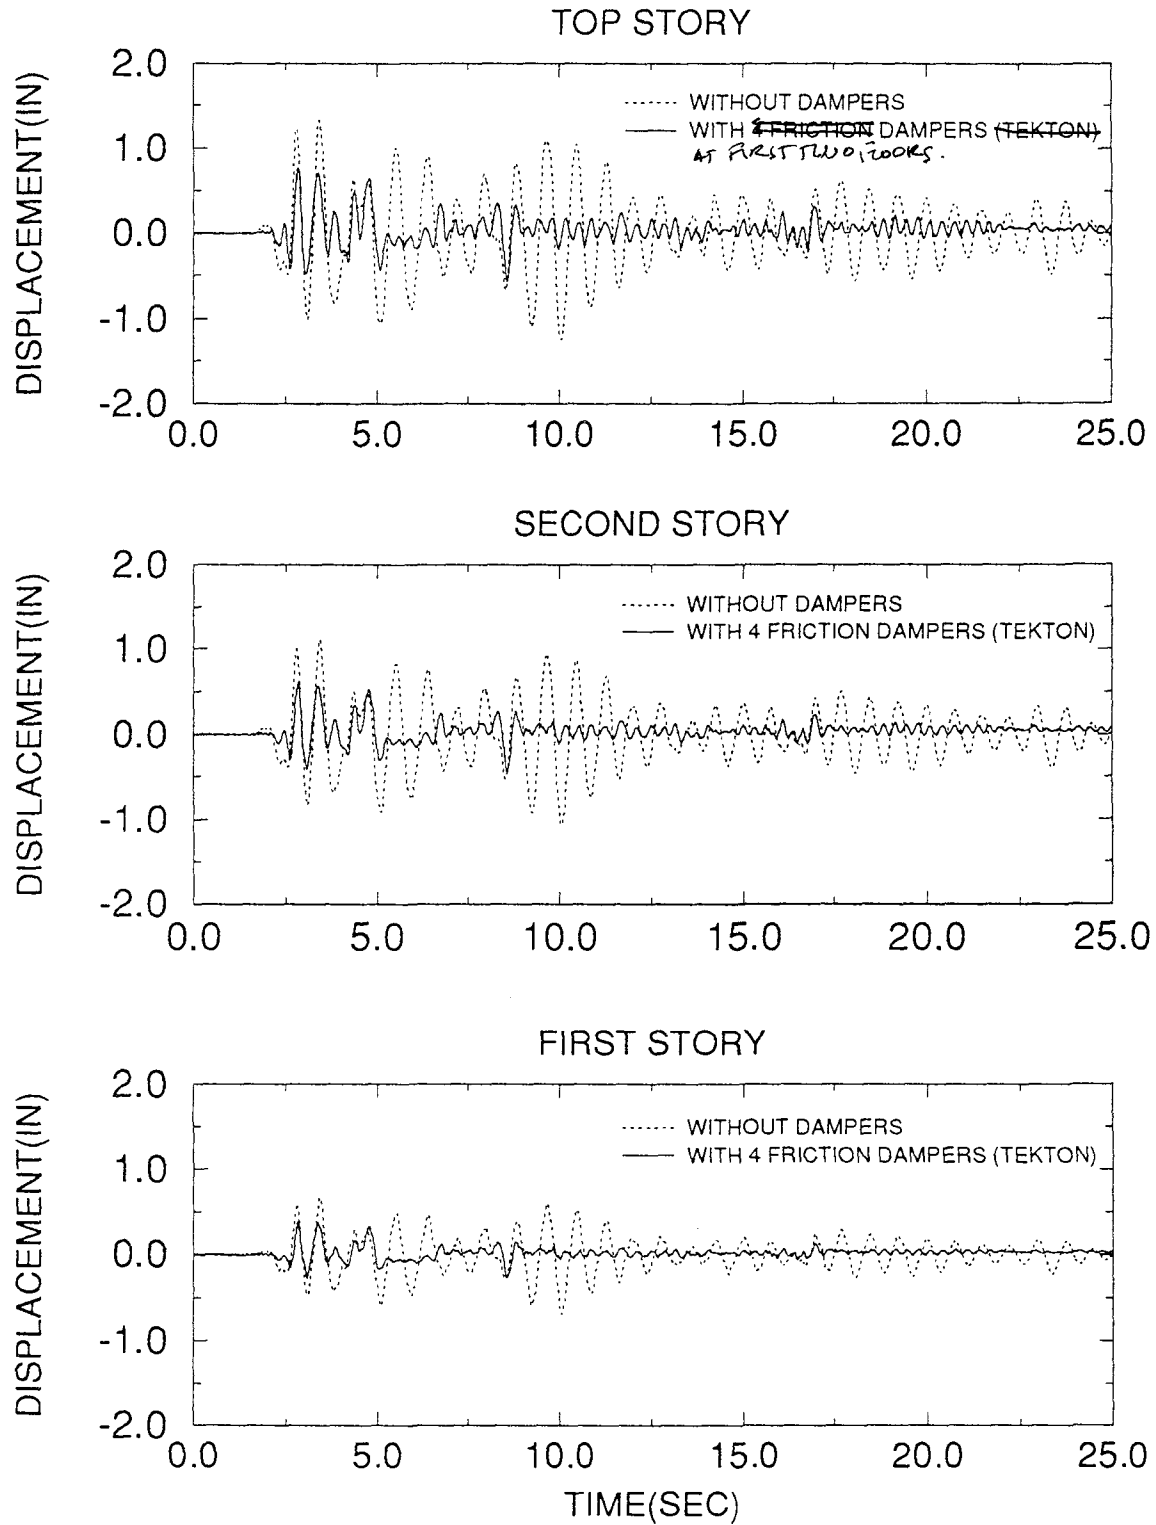 TOP STORY
DISPLACEMENT(IN)
2.0
1.0
0.0
-1.0
-2.0
WITHOUT DAMPERS
WITH 4 FRICTION DAMPERS (TEKTON)
AT FIRST TWO
0.0 5.0 10.0 15.0 20.0 25.0
SECOND STORY
DISPLACEMENT(IN)
2.0
1.0
0.0
-1.0
-2.0
WITHOUT DAMPERS
WITH 4 FRICTION DAMPERS (TEKTON)
0.0 5.0 10.0 15.0 20.0 25.0
FIRST STORY
DISPLACEMENT(IN)
2.0
1.0
0.0
-1.0
-2.0
WITHOUT DAMPERS
WITH 4 FRICTION DAMPERS (TEKTON)
0.0 5.0 10.0 15.0 20.0 25.0
TIME(SEC)